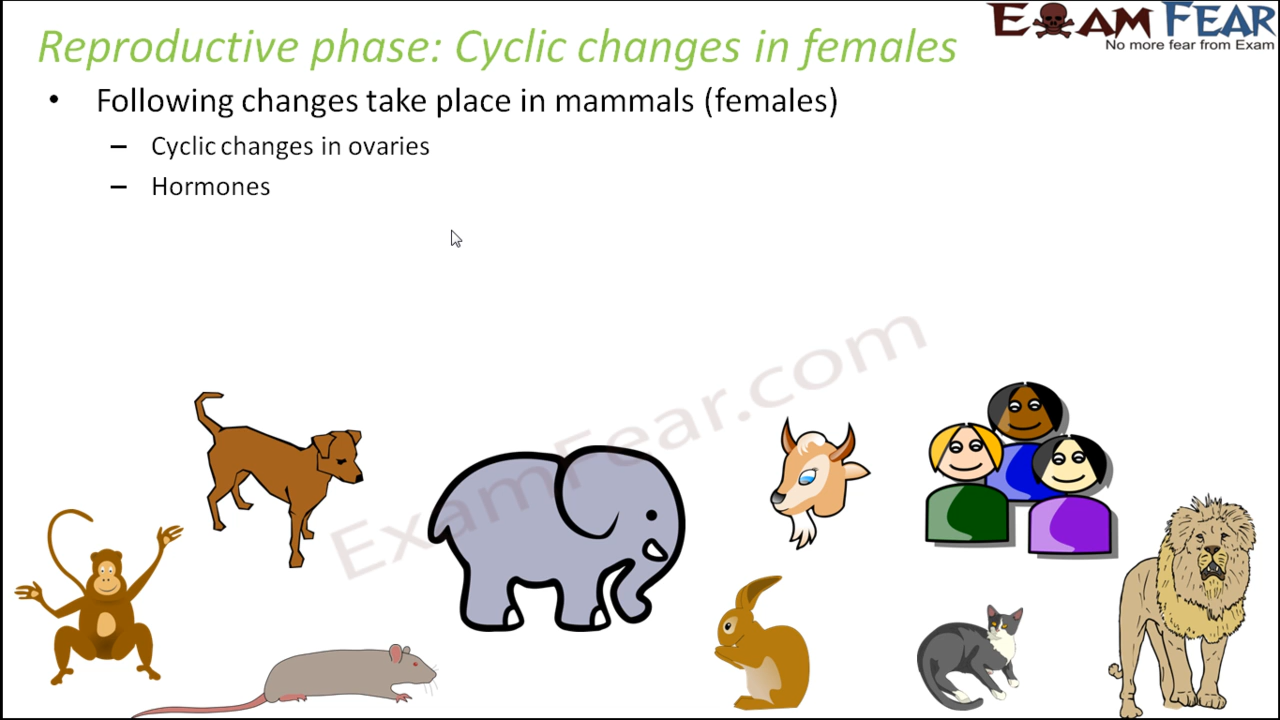 Reproductive phase: Cyclic changes in females
EXAM FEAR
No more fear from Exam
• Following changes take place in mammals (females)
– Cyclic changes in ovaries
– Hormones
ExamFear.com